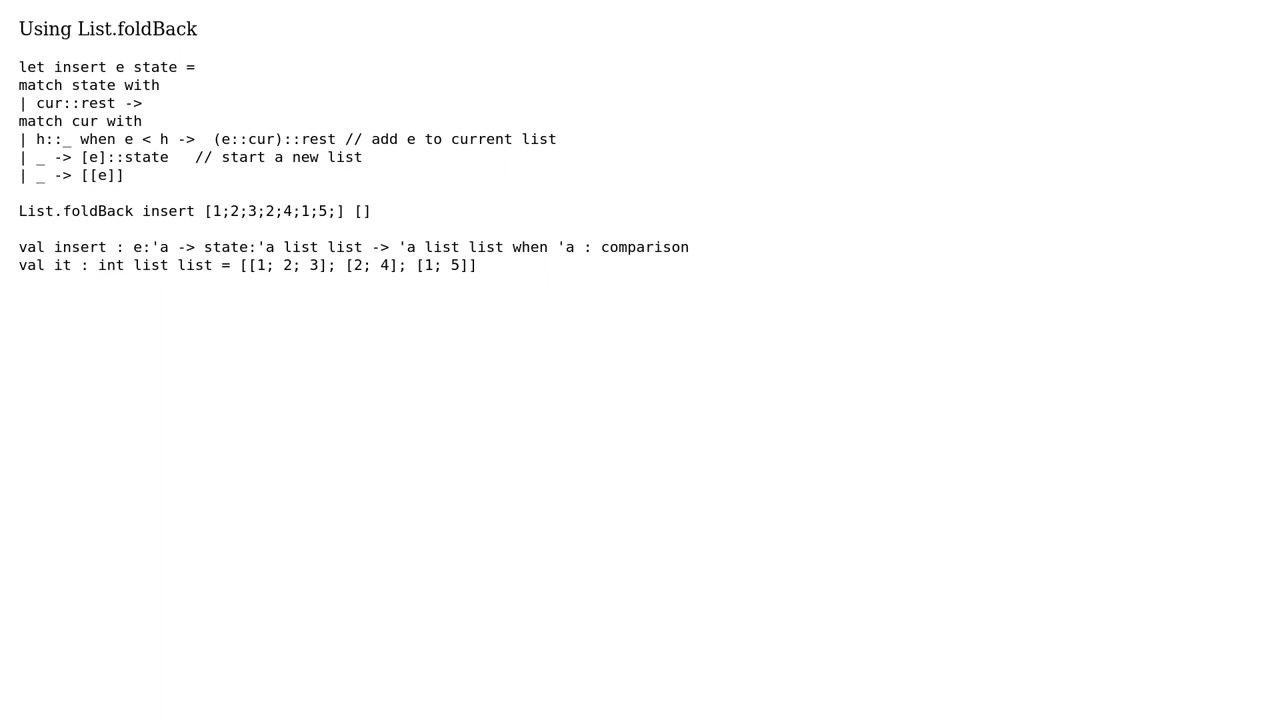 Using List.foldBack
let insert e state =
match state with
| cur::rest ->
match cur with
| h::_ when e < h ->  (e::cur)::rest // add e to current list
| _ -> [e]::state   // start a new list
| _ -> [[e]]
List.foldBack insert [1;2;3;2;4;1;5;] []
val insert : e:'a -> state:'a list list -> 'a list list when 'a : comparison
val it : int list list = [[1; 2; 3]; [2; 4]; [1; 5]]